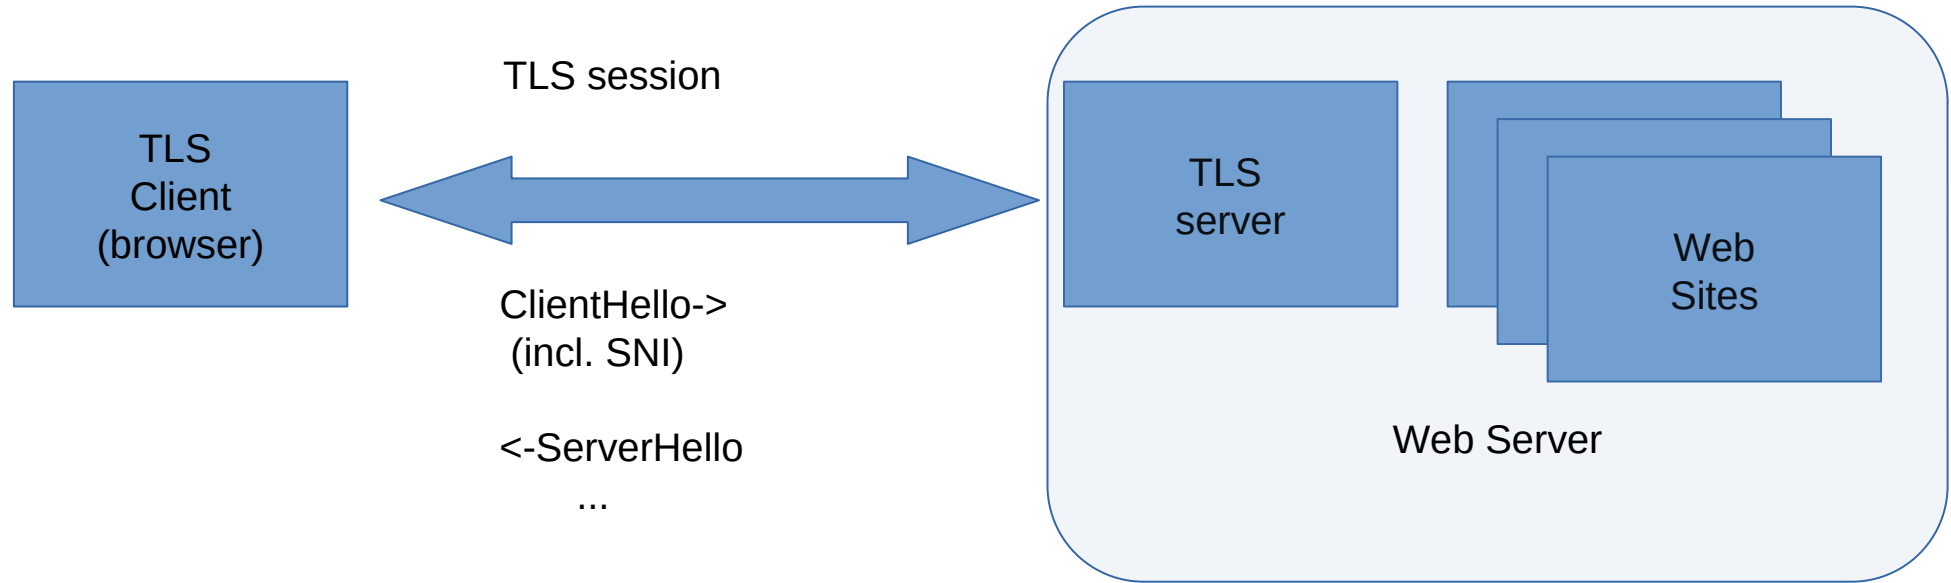 TLS session
TLS
Client
(browser)
ClientHello->
(incl. SNI)
<-ServerHello
...
TLS
server
Web
Sites
Web Server